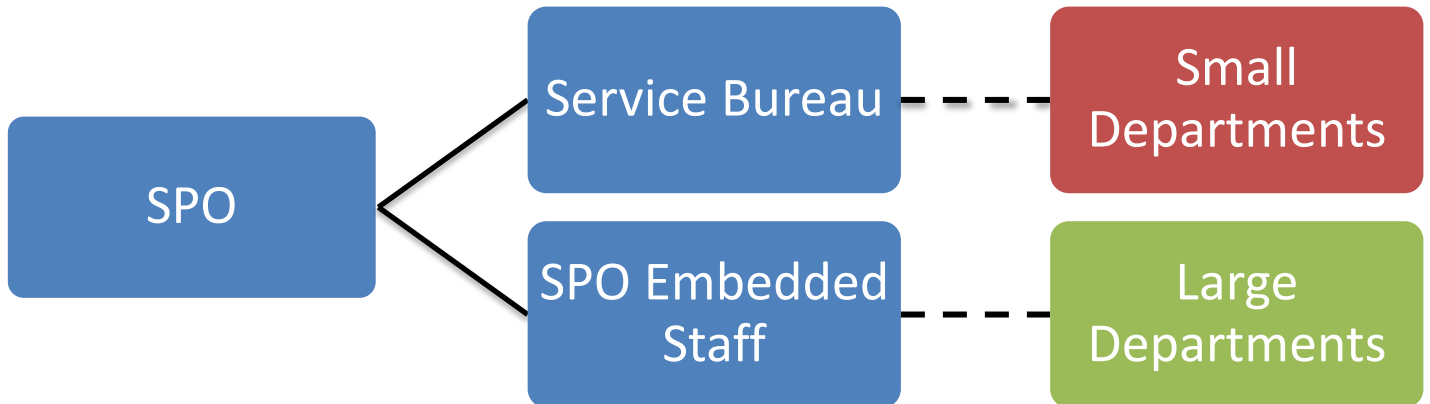 SPO
Service Bureau
Small
Departments
SPO Embedded
Staff
Large
Departments